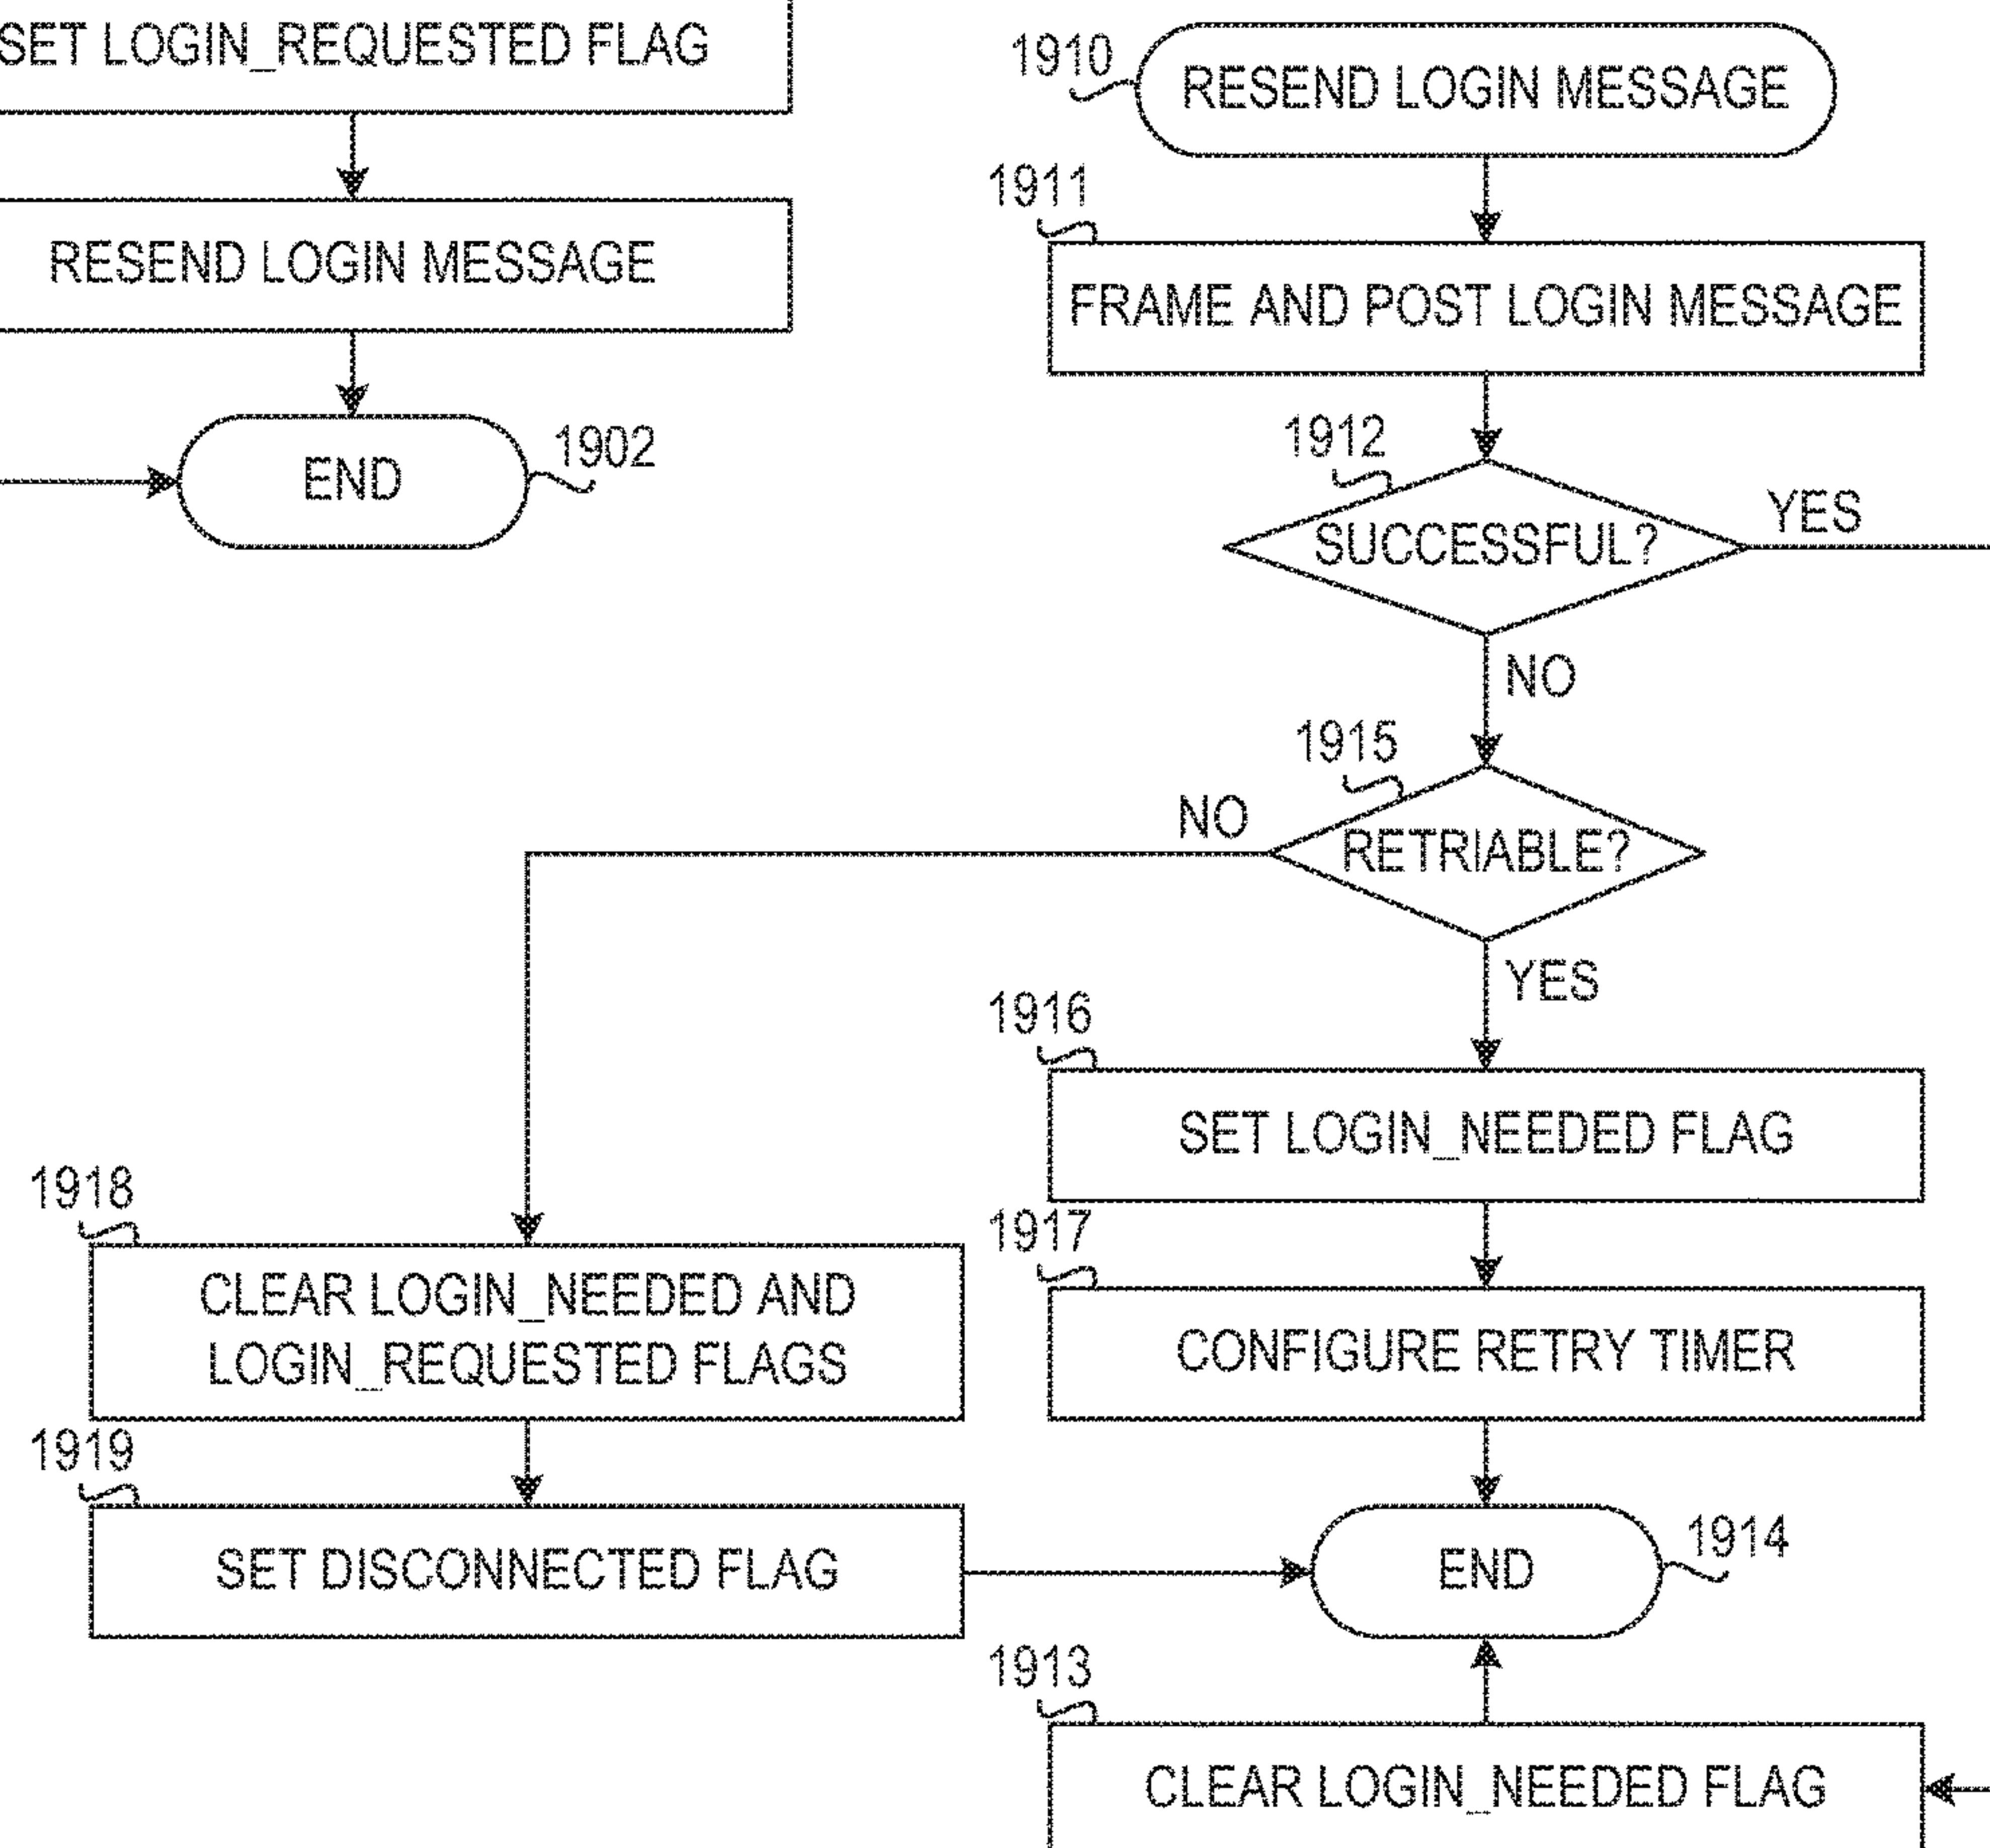 SET LOGIN_REQUESTED FLAG
RESEND LOGIN MESSAGE
END
1902
1910
RESEND LOGIN MESSAGE
1911
FRAME AND POST LOGIN MESSAGE
1912
SUCCESSFUL?
YES
NO
1915
RETRIABLE?
NO
YES
1916
SET LOGIN_NEEDED FLAG
1917
CONFIGURE RETRY TIMER
1918
CLEAR LOGIN_NEEDED AND
LOGIN_REQUESTED FLAGS
1919
SET DISCONNECTED FLAG
END
1914
1913
CLEAR LOGIN_NEEDED FLAG